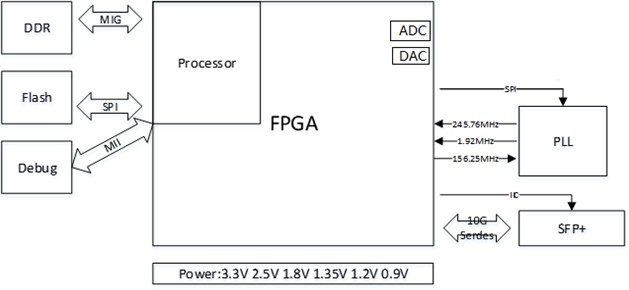 DDR
MIG
Processor
ADC
DAC
Flash
SPI
FPGA
SPI
245.76MHz
1.92MHz
156.25MHz
PLL
Debug
MII
IIC
10G
Serdes
SFP+
Power:3.3V 2.5V 1.8V 1.35V 1.2V 0.9V